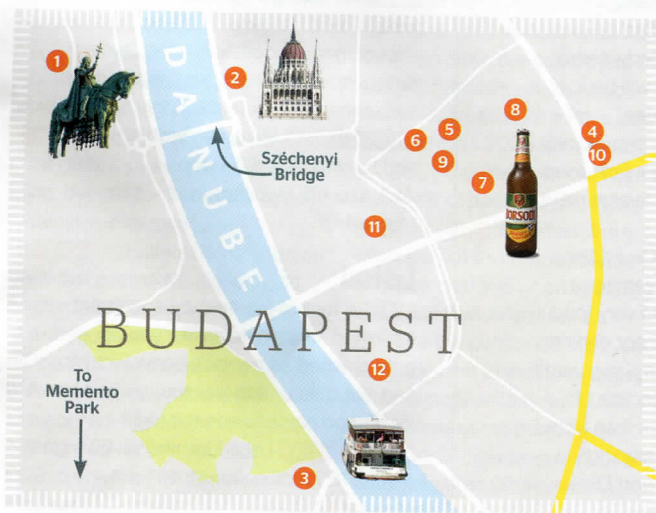 1
2
DANUBE
Széchenyi
Bridge
8
5
4
6
10
9
7
BORSODI
11
BUDAPEST
12
To
Memento
Park
3